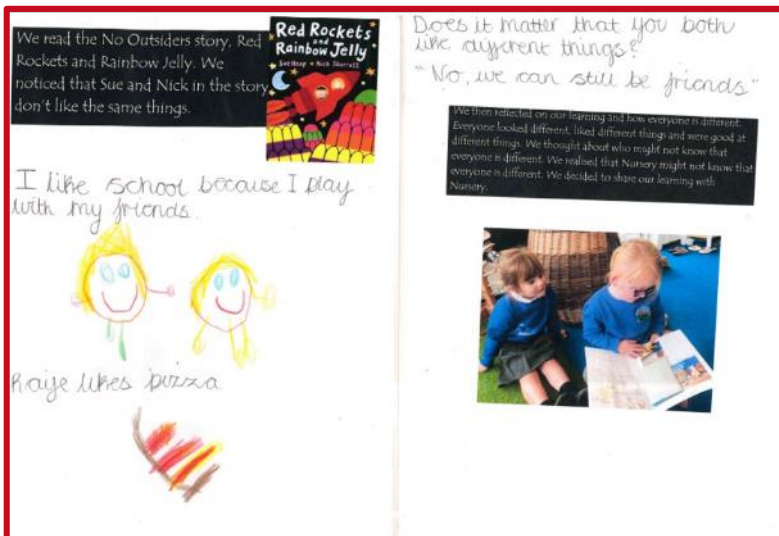 We read the No Outsiders story, Red
Rockets and Rainbow Jelly. We
noticed that Sue and Nick in the story
don't like the same things.
Red Rockets
and
Rainbow Jelly
Sue Heap + Nick Sharratt
I like school because I play
with my friends.
likes pizza
Does it matter that you both
like different things?
"No, we can still be friends"
We then reflected on our learning and how everyone is different.
Everyone looked different, liked different things and were good at
different things. We thought about who might not know that
everyone is different. We realised that Nursery might not know that
everyone is different. We decided to share our learning with
Nursery.